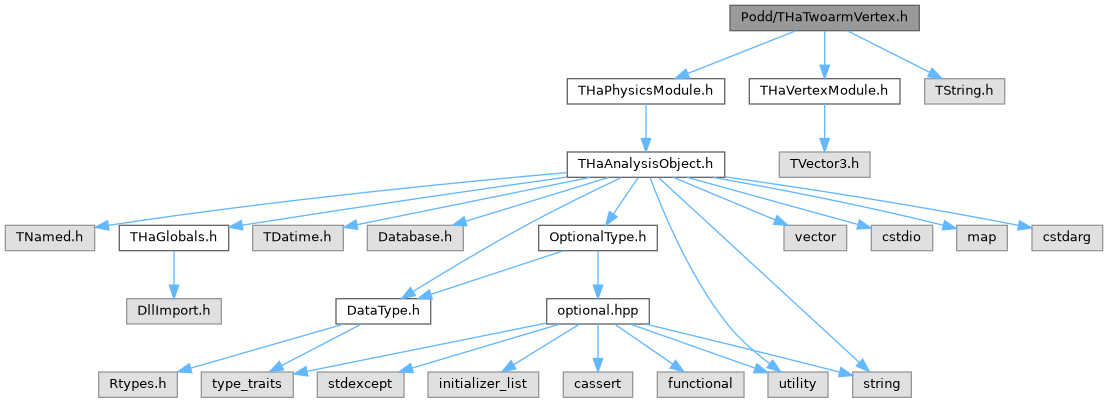 Podd/THaTwoarmVertex.h
THaPhysicsModule.h
THaVertexModule.h
TString.h
THaAnalysisObject.h
TVector3.h
TNamed.h
THaGlobals.h
TDatime.h
Database.h
OptionalType.h
vector
cstdio
map
cstdarg
DllImport.h
DataType.h
optional.hpp
Rtypes.h
type_traits
stdexcept
initializer_list
cassert
functional
utility
string